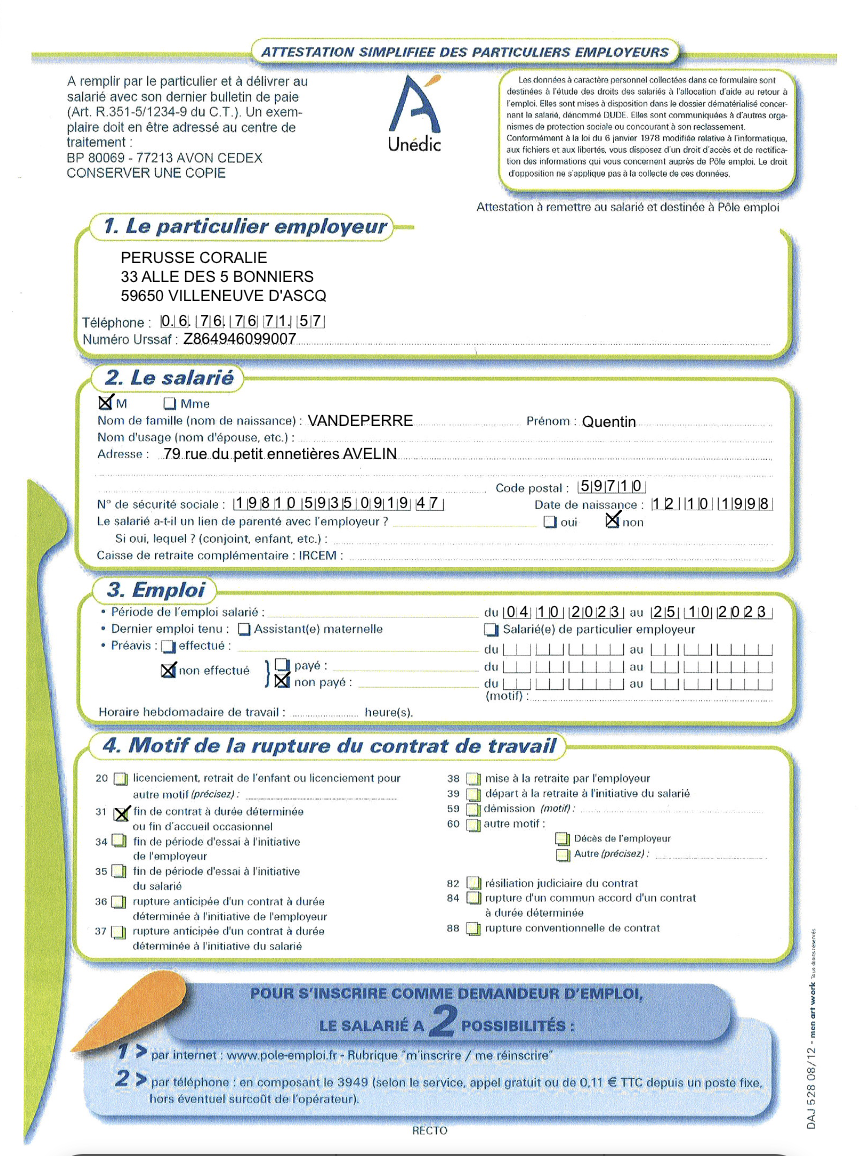 ATTESTATION SIMPLIFIEE DES PARTICULIERS EMPLOYEURS
A remplir par le particulier et à délivrer au
salarié avec son dernier bulletin de paie
(Art. R.351-5/1234-9 du C.T.). Un exem-
plaire doit en être adressé au centre de
traitement :
BP 80069 - 77213 AVON CEDEX
CONSERVER UNE COPIE
Unédic
Les données à caractère personnel collectées dans ce formulaire sont
destinées à l'étude des droits des salariés à l'allocation d'aide au retour à
l'emploi. Elles sont mises à disposition dans le dossier dématérialisé concer-
nant le salarié, dénommé DUDE. Elles sont communiquées à d'autres orga-
nismes de protection sociale ou concourant à son reclassement.
Conformément à la loi du 6 janvier 1978 modifiée relative à l'informatique,
aux fichiers et aux libertés, vous disposez d'un droit d'accès et de rectifica-
tion des informations qui vous concernent auprès de Pôle emploi. Le droit
d'opposition ne s'applique pas à la collecte de ces données.
Attestation à remettre au salarié et destinée à Pôle emploi
1. Le particulier employeur
PERUSSE CORALIE
33 ALLE DES 5 BONNIERS
59650 VILLENEUVE D'ASCQ
Téléphone : 06 76 76 71 57
Numéro Urssaf : Z864946099007
2. Le salarié
M Mme
Nom de famille (nom de naissance) : VANDEPERRE Prénom : Quentin
Nom d'usage (nom d'épouse, etc.) :
Adresse : 79 rue du petit ennetières AVELIN
Code postal : 59710
N° de sécurité sociale : 1981059350919 47 Date de naissance : 12 10 1998
Le salarié a-t-il un lien de parenté avec l'employeur ? oui non
Si oui, lequel ? (conjoint, enfant, etc.) :
Caisse de retraite complémentaire : IRCEM :
3. Emploi
• Période de l'emploi salarié : du 04 10 2023 au 25 10 2023
• Dernier emploi tenu : Assistant(e) maternelle Salarié(e) de particulier employeur
• Préavis : effectué : du au
non effectué payé : du au
non payé : du au
(motif) :
Horaire hebdomadaire de travail : heure(s).
4. Motif de la rupture du contrat de travail
20 licenciement, retrait de l'enfant ou licenciement pour
autre motif (précisez) :
31 fin de contrat à durée déterminée
ou fin d'accueil occasionnel
34 fin de période d'essai à l'initiative
de l'employeur
35 fin de période d'essai à l'initiative
du salarié
36 rupture anticipée d'un contrat à durée
déterminée à l'initiative de l'employeur
37 rupture anticipée d'un contrat à durée
déterminée à l'initiative du salarié
38 mise à la retraite par l'employeur
39 départ à la retraite à l'initiative du salarié
59 démission (motif) :
60 autre motif :
Décès de l'employeur
Autre (précisez) :
82 résiliation judiciaire du contrat
84 rupture d'un commun accord d'un contrat
à durée déterminée
88 rupture conventionnelle de contrat
POUR S'INSCRIRE COMME DEMANDEUR D'EMPLOI,
LE SALARIÉ A 2 POSSIBILITÉS :
1 > par internet : www.pole-emploi.fr - Rubrique "m'inscrire / me réinscrire"
2 > par téléphone : en composant le 3949 (selon le service, appel gratuit ou de 0,11 € TTC depuis un poste fixe,
hors éventuel surcoût de l'opérateur).
RECTO
DAJ 528 08/12 - men art work Tous droits réservés